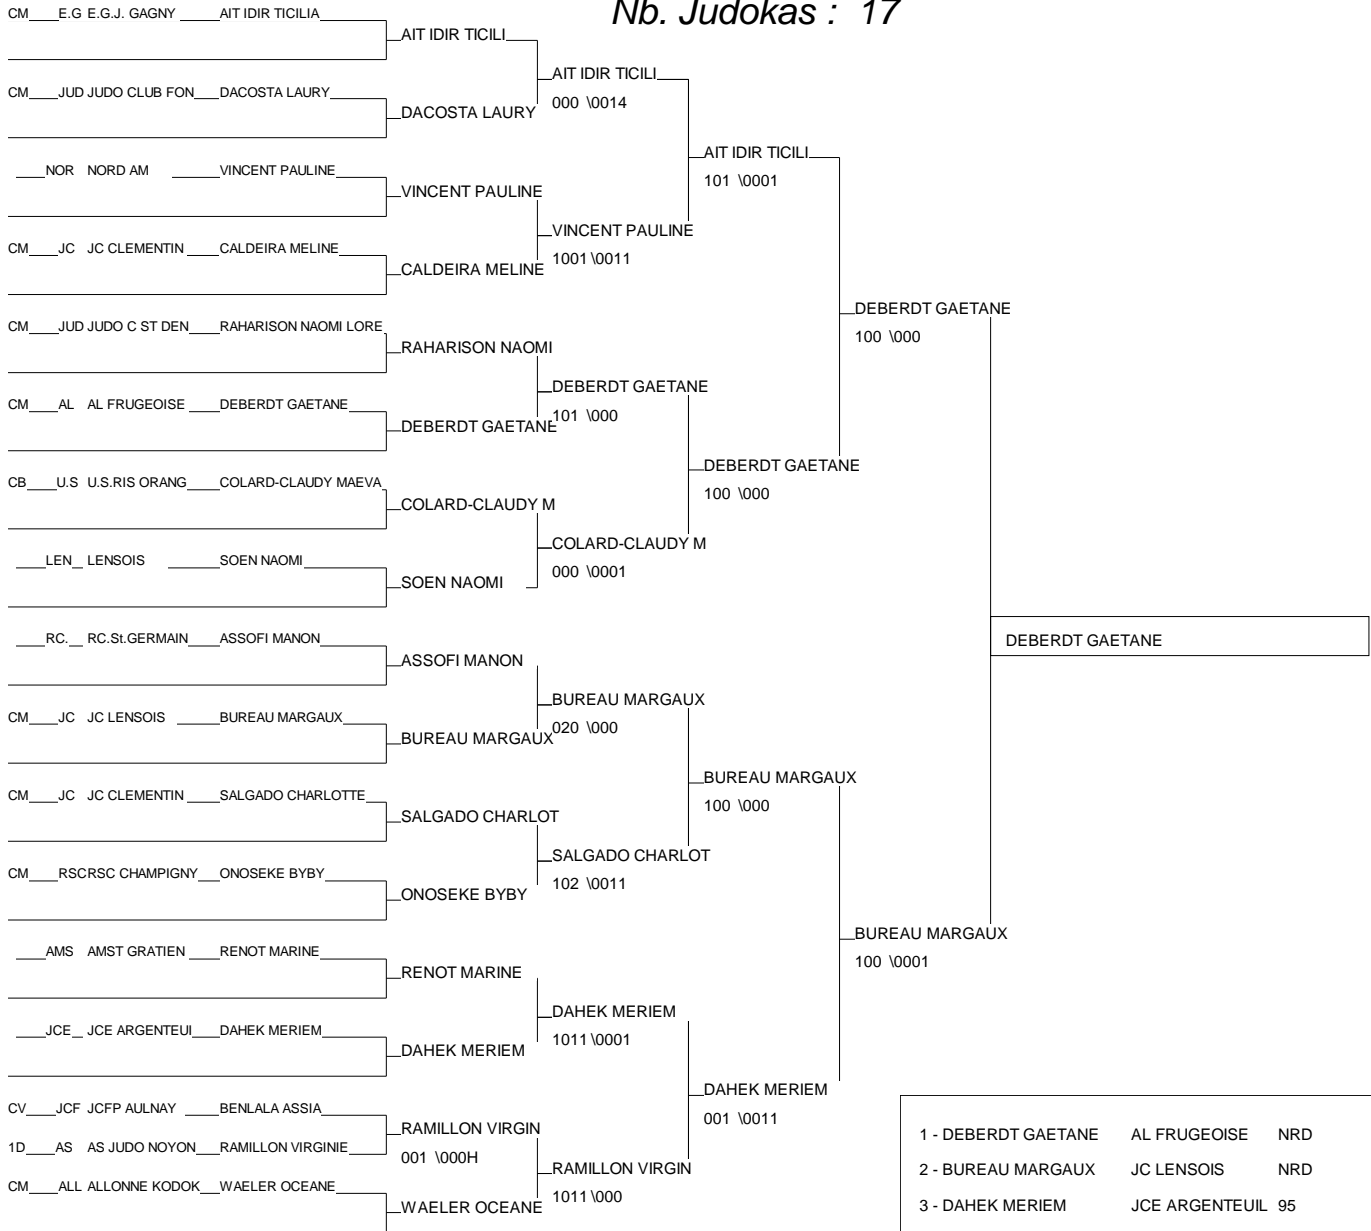 Nb. Judokas : 17
CM E.G E.G.J. GAGNY AIT IDIR TICILIA
AIT IDIR TICILI
AIT IDIR TICILI
000 \0014
CM JUD JUDO CLUB FON DACOSTA LAURY
DACOSTA LAURY
AIT IDIR TICILI
101 \0001
NOR NORD AM VINCENT PAULINE
VINCENT PAULINE
VINCENT PAULINE
1001 \0011
CM JC JC CLEMENTIN CALDEIRA MELINE
CALDEIRA MELINE
DEBERDT GAETANE
100 \000
CM JUD JUDO C ST DEN RAHARISON NAOMI LORE
RAHARISON NAOMI
DEBERDT GAETANE
101 \000
CM AL AL FRUGEOISE DEBERDT GAETANE
DEBERDT GAETANE
DEBERDT GAETANE
100 \000
CB U.S U.S.RIS ORANG COLARD-CLAUDY MAEVA
COLARD-CLAUDY M
COLARD-CLAUDY M
000 \0001
LEN LENSOIS SOEN NAOMI
SOEN NAOMI
DEBERDT GAETANE
RC. RC.St.GERMAIN ASSOFI MANON
ASSOFI MANON
BUREAU MARGAUX
020 \000
CM JC JC LENSOIS BUREAU MARGAUX
BUREAU MARGAUX
BUREAU MARGAUX
100 \000
CM JC JC CLEMENTIN SALGADO CHARLOTTE
SALGADO CHARLOT
SALGADO CHARLOT
102 \0011
CM RSC RSC CHAMPIGNY ONOSEKE BYBY
ONOSEKE BYBY
BUREAU MARGAUX
100 \0001
AMS AMST GRATIEN RENOT MARINE
RENOT MARINE
DAHEK MERIEM
1011 \0001
JCE JCE ARGENTEUI DAHEK MERIEM
DAHEK MERIEM
DAHEK MERIEM
001 \0011
CV JCF JCFP AULNAY BENLALA ASSIA
RAMILLON VIRGIN
001 \000H
1D AS AS JUDO NOYON RAMILLON VIRGINIE
RAMILLON VIRGIN
1011 \000
CM ALL ALLONNE KODOK WAELER OCEANE
WAELER OCEANE
1 - DEBERDT GAETANE AL FRUGEOISE NRD
2 - BUREAU MARGAUX JC LENSOIS NRD
3 - DAHEK MERIEM JCE ARGENTEUIL 95